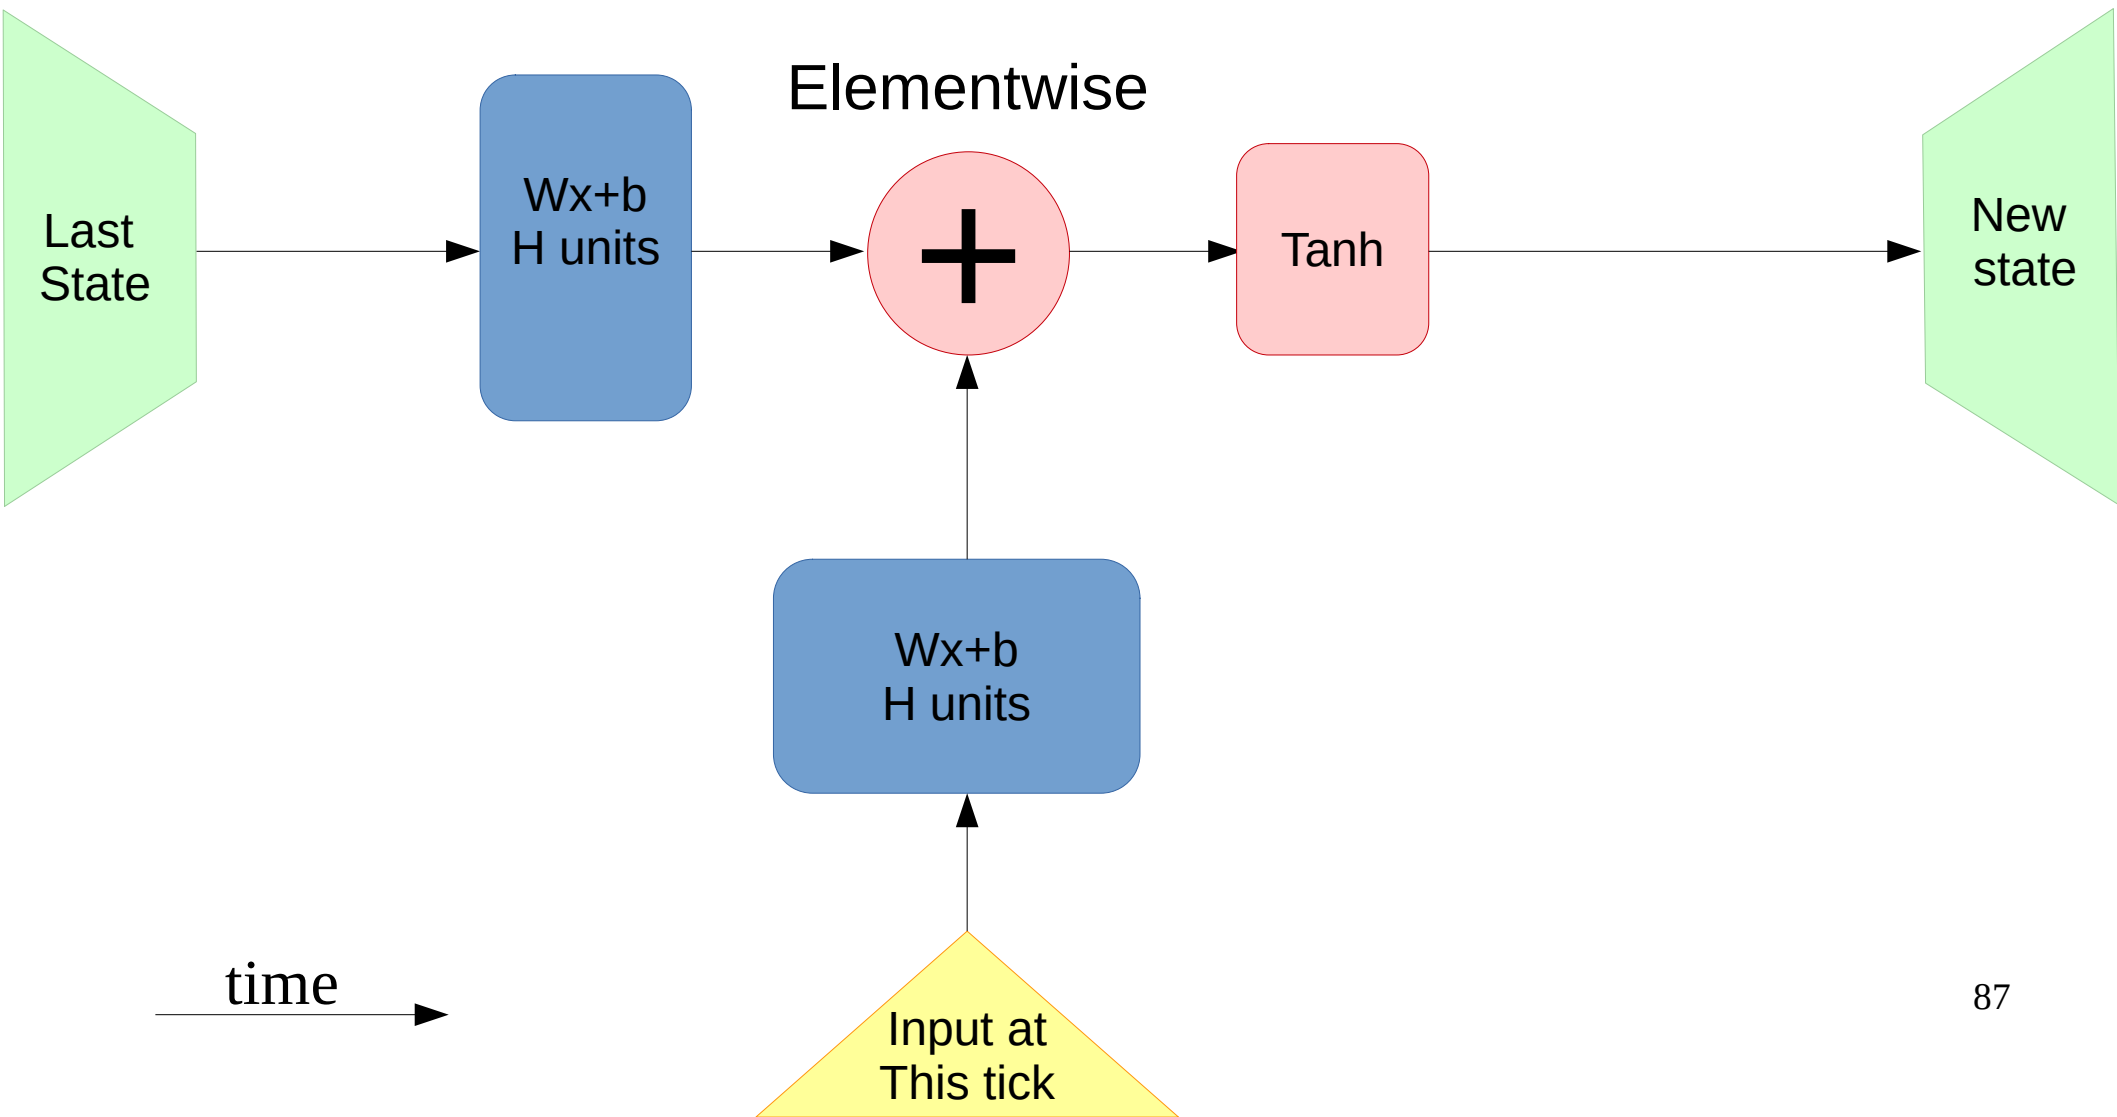 Elementwise
Last
State
Wx+b
H units
+
Tanh
New
state
Wx+b
H units
time
Input at
This tick
87